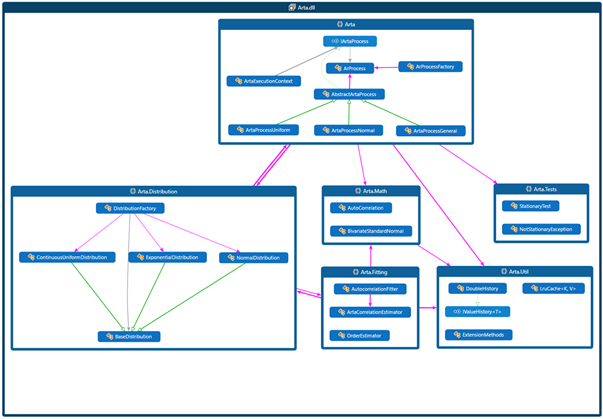 Arta.dll
Arta
IArtaProcess
ArProcess
ArProcessFactory
ArtaExecutionContext
AbstractArtaProcess
ArtaProcessUniform
ArtaProcessNormal
ArtaProcessGeneral
Arta.Distribution
DistributionFactory
ContinuousUniformDistribution
ExponentialDistribution
NormalDistribution
BaseDistribution
Arta.Math
AutoCorrelation
BivariateStandardNormal
Arta.Tests
StationaryTest
NotStationaryException
Arta.Fitting
AutocorrelationFitter
ArtaCorrelationEstimator
OrderEstimator
Arta.Util
DoubleHistory
LruCache<K, V>
IValueHistory<T>
ExtensionMethods